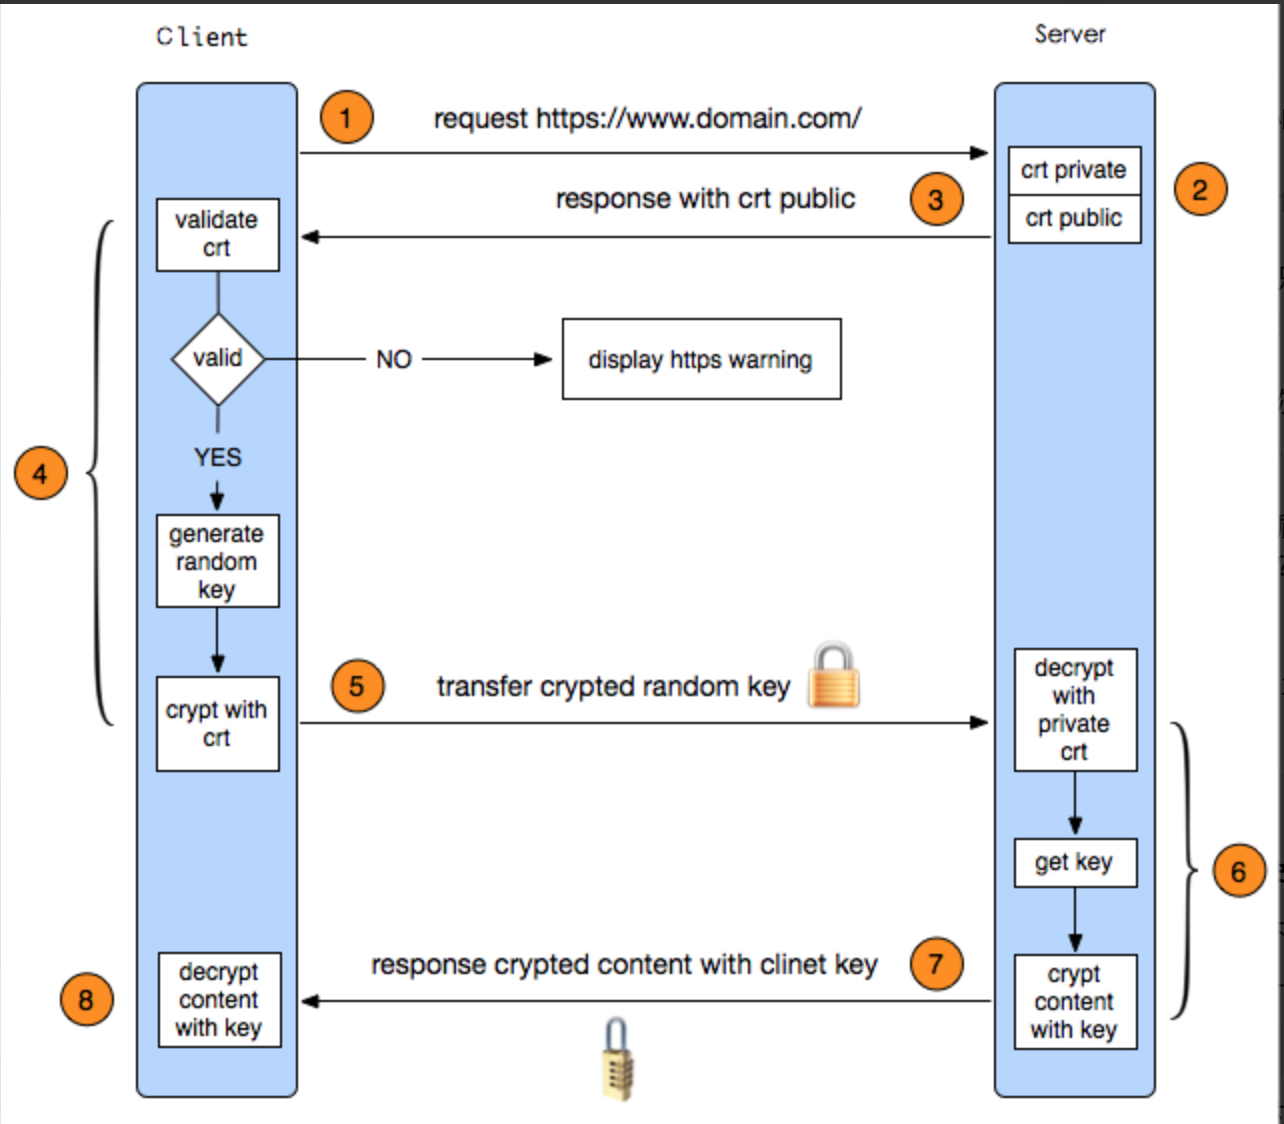 Client
Server
1
request https://www.domain.com/
crt private
2
response with crt public
3
crt public
validate
crt
valid
NO
display https warning
YES
4
generate
random
key
5
transfer crypted random key
crypt with
crt
decrypt
with
private
crt
get key
6
response crypted content with clinet key
7
8
decrypt
content
with key
crypt
content
with key